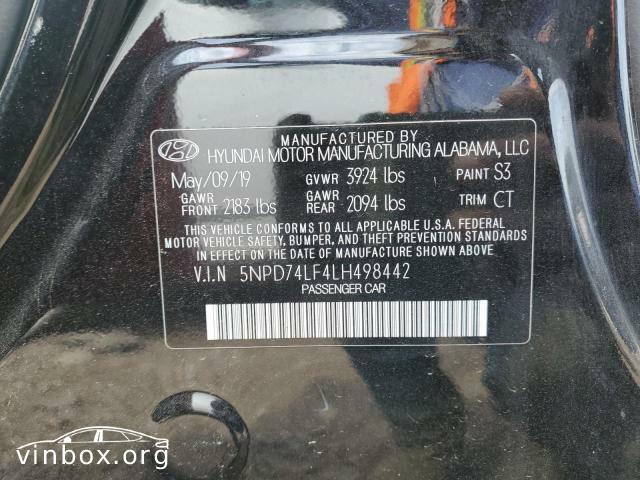 MANUFACTURED BY
HYUNDAI MOTOR MANUFACTURING ALABAMA, LLC
May/09/19 GVWR 3924 lbs PAINT S3
GAWR FRONT 2183 lbs GAWR REAR 2094 lbs TRIM CT
THIS VEHICLE CONFORMS TO ALL APPLICABLE U.S.A. FEDERAL
MOTOR VEHICLE SAFETY, BUMPER, AND THEFT PREVENTION STANDARDS
IN EFFECT ON THE DATE OF MANUFACTURE SHOWN ABOVE.
V.I.N 5NPD74LF4LH498442
PASSENGER CAR
vinbox.org